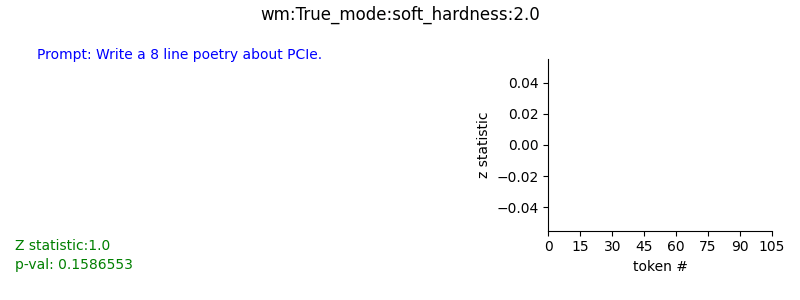 wm:True_mode:soft_hardness:2.0
Prompt: Write a 8 line poetry about PCIe.
z statistic
0.04
0.02
0.00
−0.02
−0.04
0 15 30 45 60 75 90 105
token #
Z statistic:1.0
p-val: 0.1586553